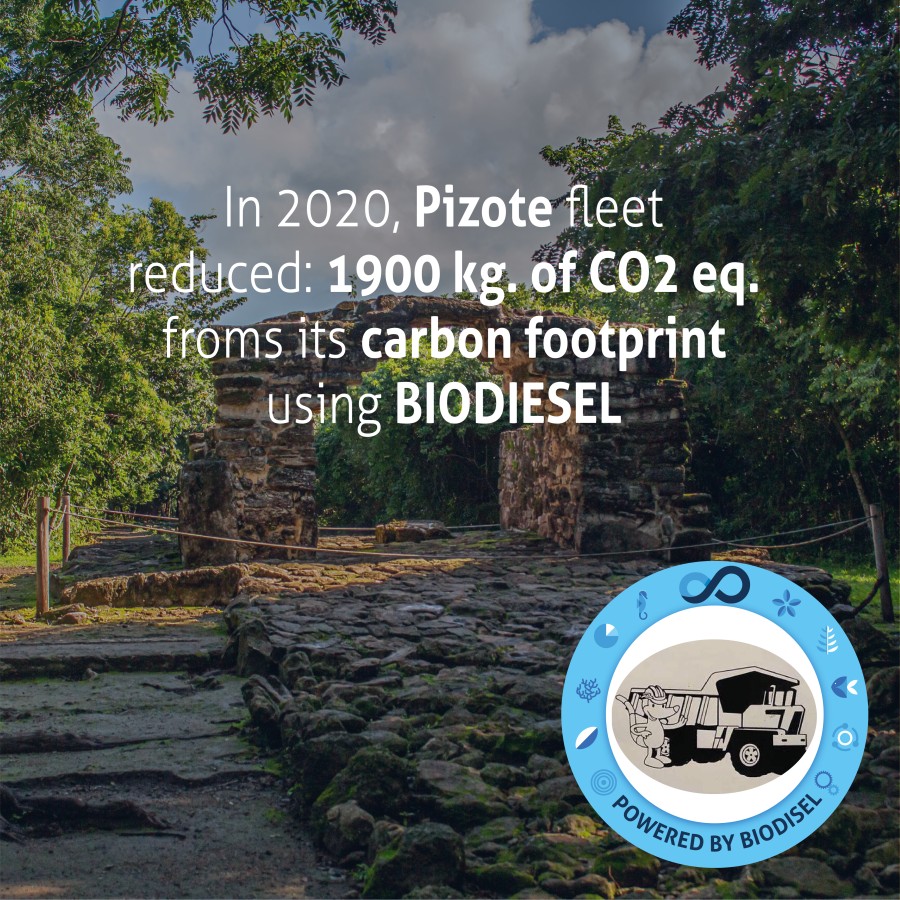 In 2020, Pizote fleet
reduced: 1900 kg. of CO2 eq.
froms its carbon footprint
using BIODIESEL
POWERED BY BIODISEL